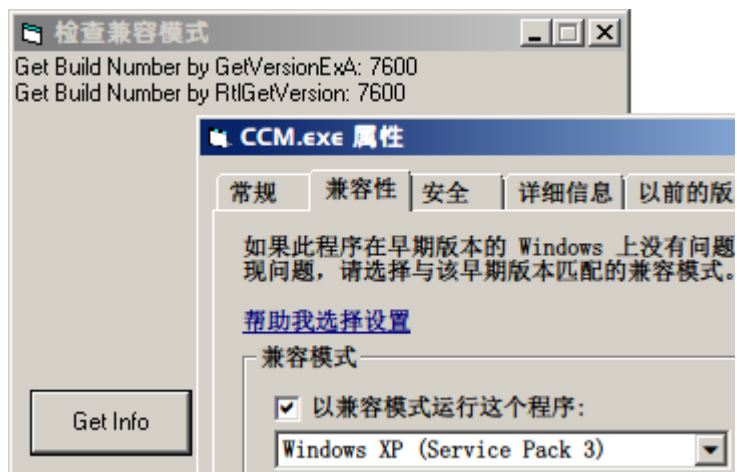 检查兼容模式
Get Build Number by GetVersionExA: 7600
Get Build Number by RtlGetVersion: 7600
CCM.exe 属性
常规 兼容性 安全 详细信息 以前的版
如果此程序在早期版本的 Windows 上没有问题
现问题，请选择与该早期版本匹配的兼容模式。
帮助我选择设置
兼容模式
以兼容模式运行这个程序:
Get Info
Windows XP (Service Pack 3)